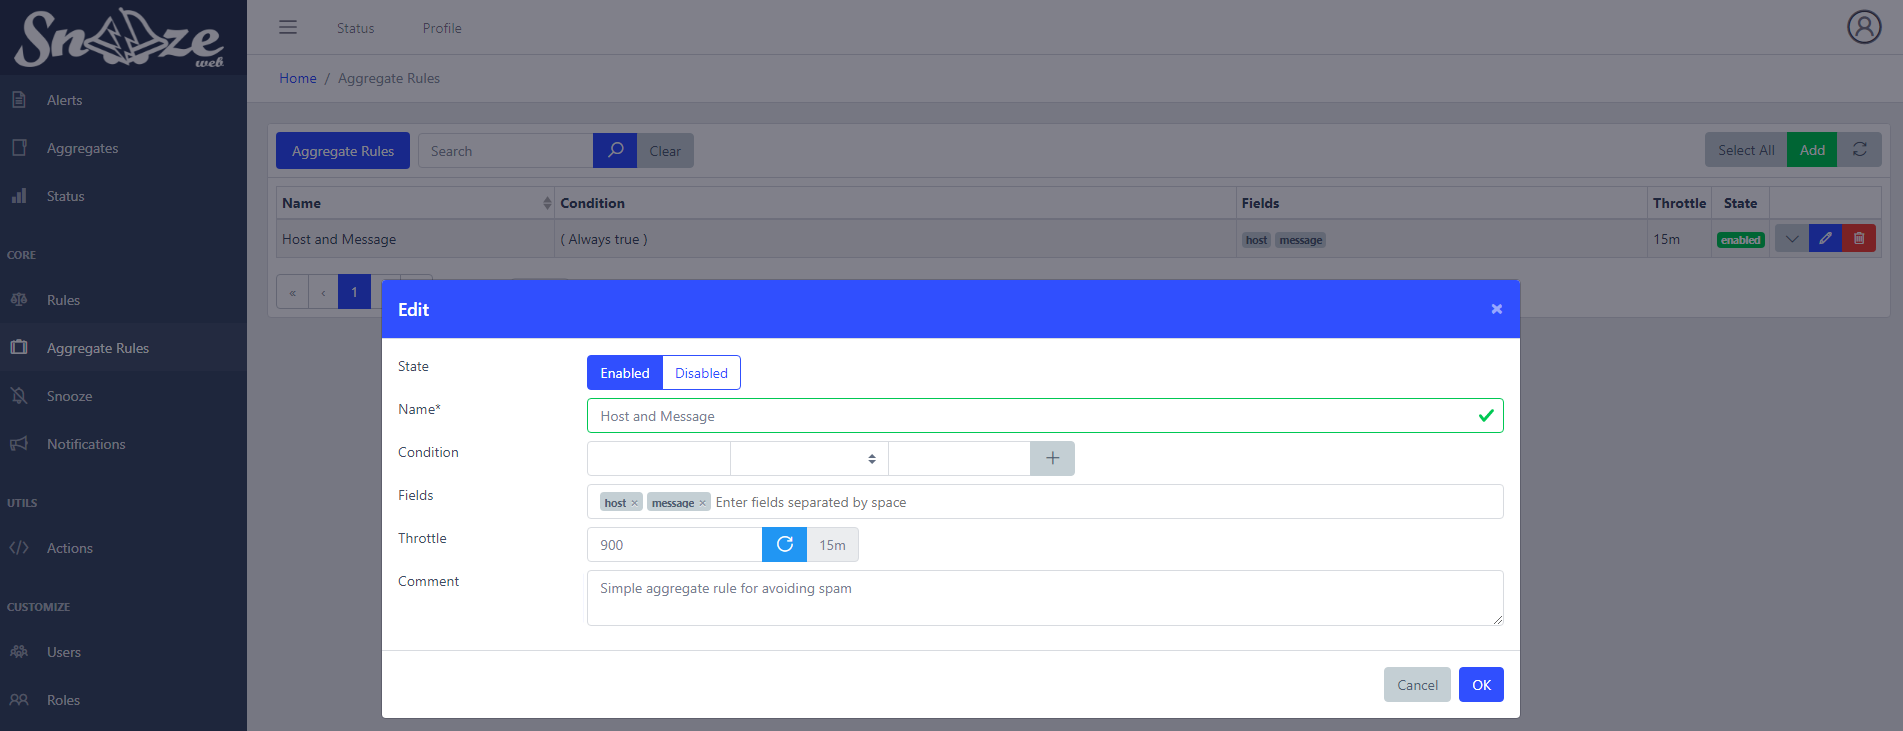 Snooze
web
Alerts
Aggregates
Status
CORE
Rules
Aggregate Rules
Snooze
Notifications
UTILS
Actions
CUSTOMIZE
Users
Roles
Status Profile
Home / Aggregate Rules
Aggregate Rules Search Clear Select All Add
Name Condition Fields Throttle State
Host and Message ( Always true ) host message 15m enabled
« ‹ 1
Edit ×
State Enabled Disabled
Name* Host and Message
Condition +
Fields host × message × Enter fields separated by space
Throttle 900 15m
Comment Simple aggregate rule for avoiding spam
Cancel OK